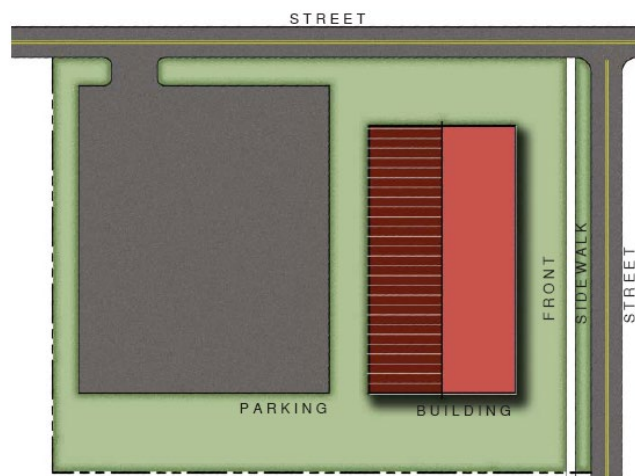 STREET
FRONT
SIDEWALK
STREET
PARKING
BUILDING